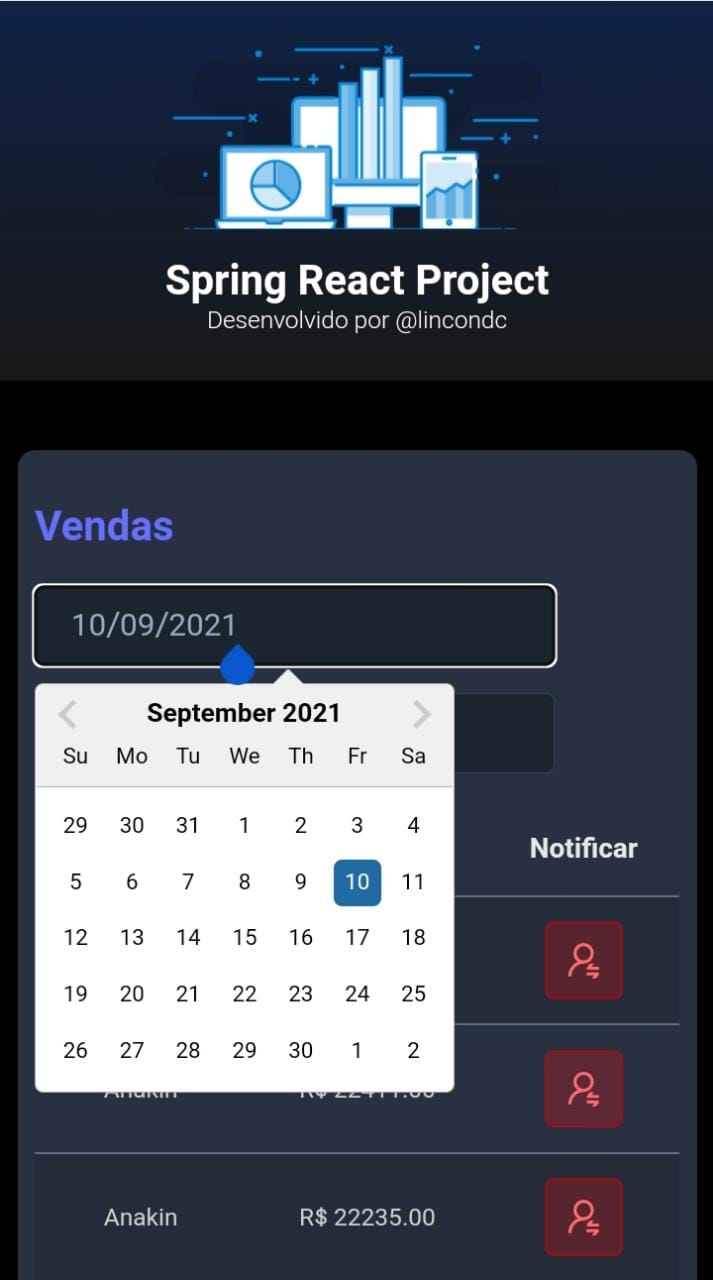 Spring React Project
Desenvolvido por @lincondc
Vendas
10/09/2021
September 2021
Su Mo Tu We Th Fr Sa
29 30 31 1 2 3 4
5 6 7 8 9 10 11
12 13 14 15 16 17 18
19 20 21 22 23 24 25
26 27 28 29 30 1 2
Notificar
Anakin
Anakin R$ 22235.00